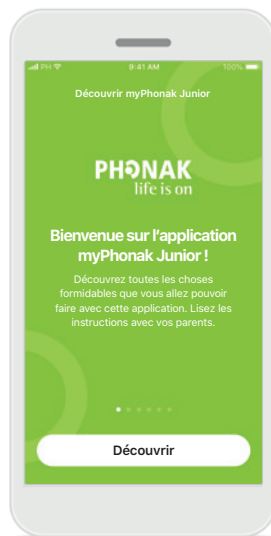 PH 9:41 AM 100%
Découvrir myPhonak Junior
PHONAK
life is on
Bienvenue sur l'application
myPhonak Junior !
Découvrez toutes les choses
formidables que vous allez pouvoir
faire avec cette application. Lisez les
instructions avec vos parents.
Découvrir